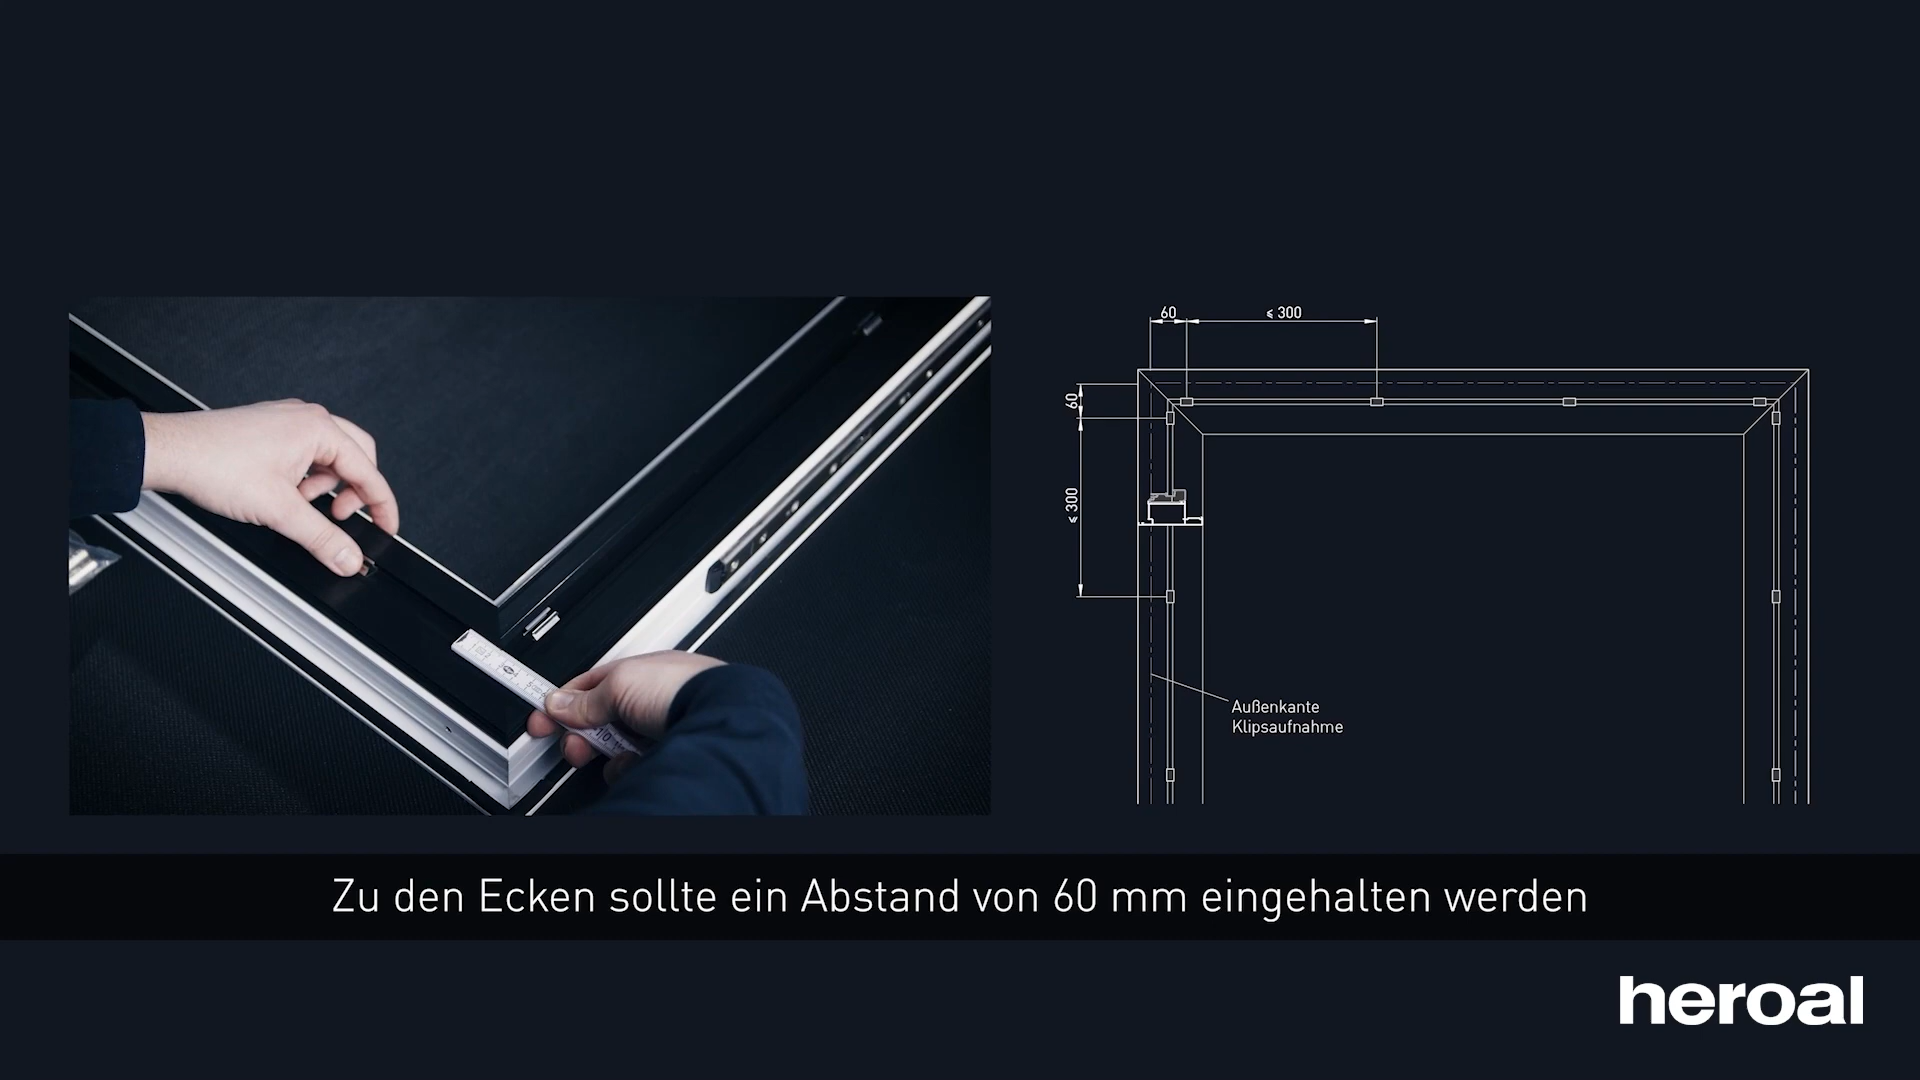 60
≤ 300
60
≤ 300
Außenkante
Klipsaufnahme
Zu den Ecken sollte ein Abstand von 60 mm eingehalten werden
heroal